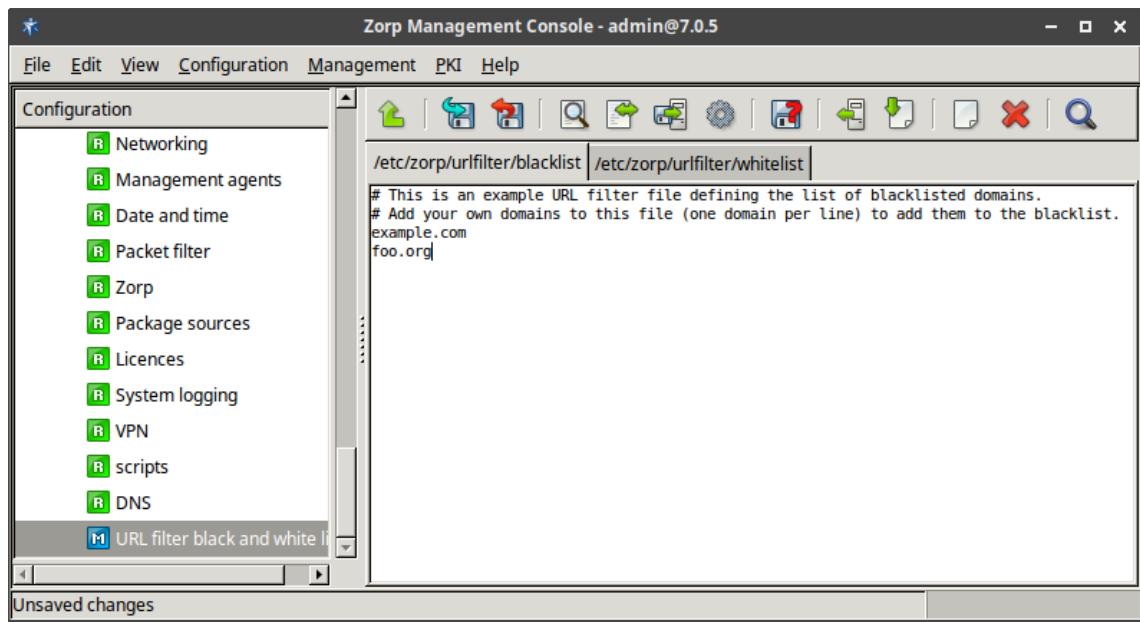 Zorp Management Console - admin@7.0.5
File Edit View Configuration Management PKI Help
Configuration
R Networking
R Management agents
R Date and time
R Packet filter
R Zorp
R Package sources
R Licences
R System logging
R VPN
R scripts
R DNS
M URL filter black and white li
/etc/zorp/urlfilter/blacklist /etc/zorp/urlfilter/whitelist
# This is an example URL filter file defining the list of blacklisted domains.
# Add your own domains to this file (one domain per line) to add them to the blacklist.
example.com
foo.org
Unsaved changes